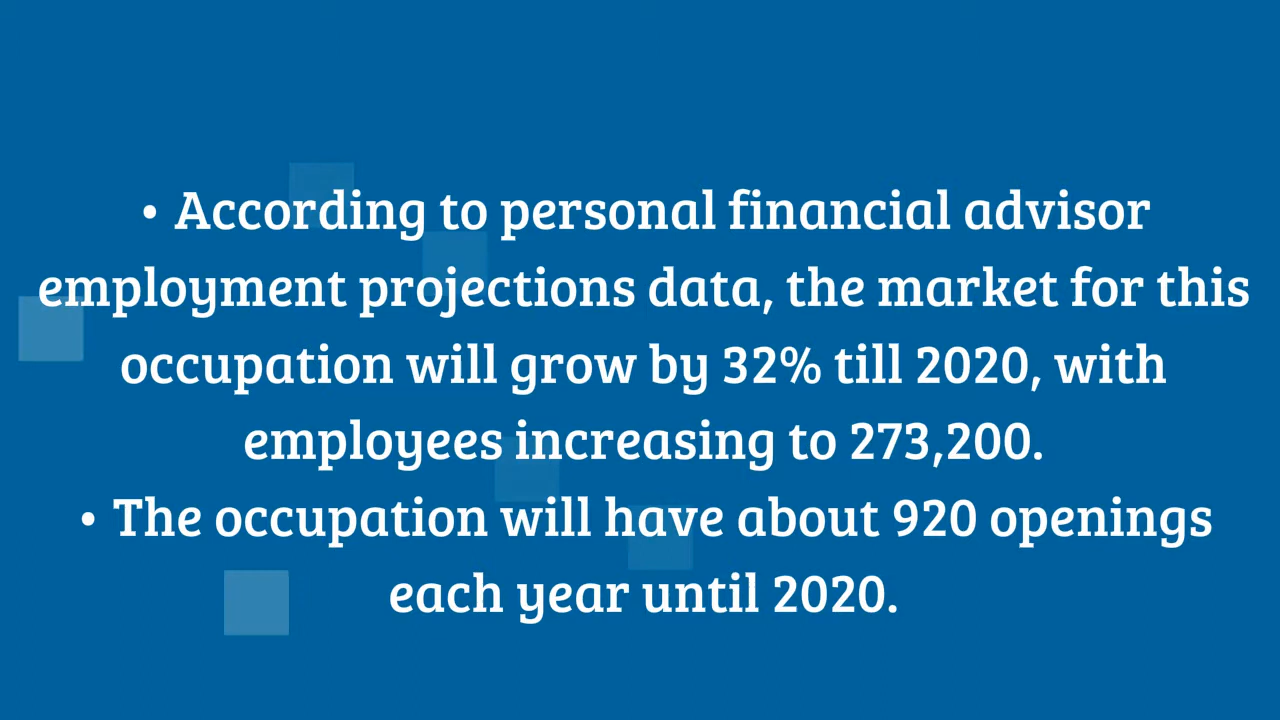 • According to personal financial advisor
employment projections data, the market for this
occupation will grow by 32% till 2020, with
employees increasing to 273,200.
• The occupation will have about 920 openings
each year until 2020.